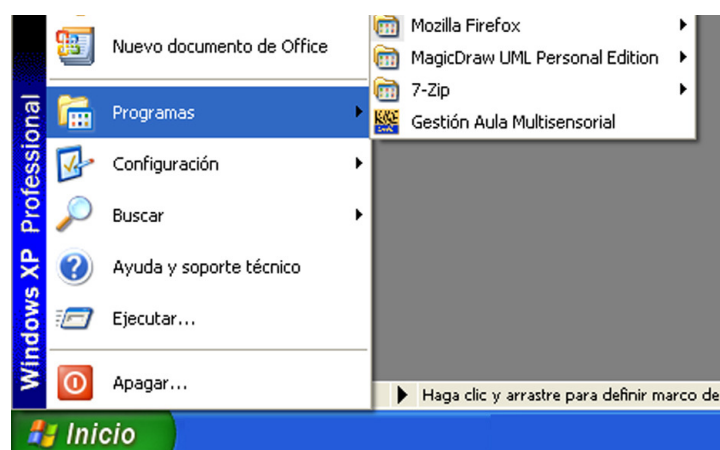 Mozilla Firefox
Nuevo documento de Office
MagicDraw UML Personal Edition
7-Zip
Programas
Gestión Aula Multisensorial
Configuración
Buscar
Ayuda y soporte técnico
Ejecutar...
Apagar...
Windows XP Professional
Haga clic y arrastre para definir marco de
Inicio